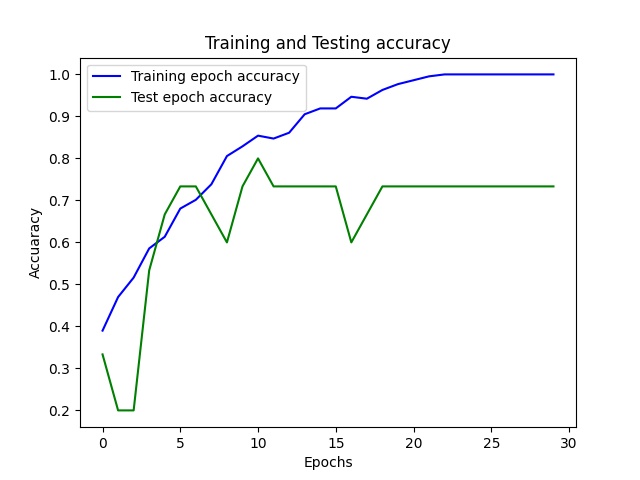 Training and Testing accuracy
Training epoch accuracy
Test epoch accuracy
1.0
0.9
0.8
0.7
0.6
0.5
0.4
0.3
0.2
Accuaracy
0 5 10 15 20 25 30
Epochs